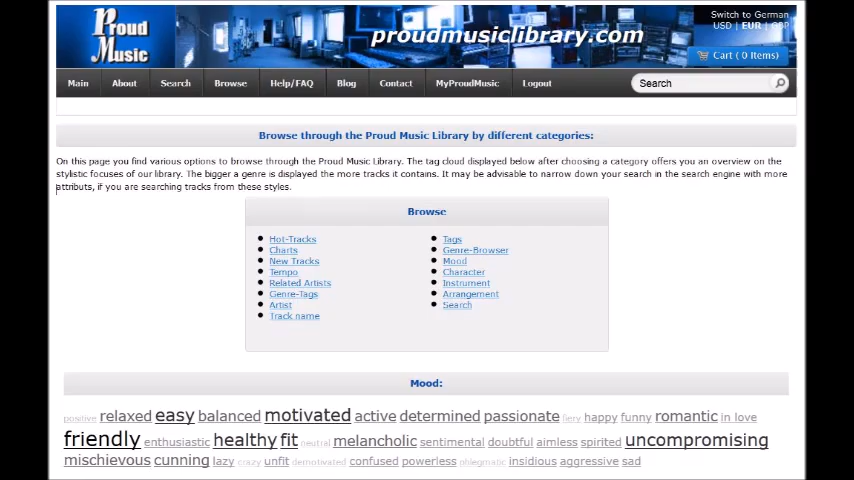 Proud
Music
proudmusiclibrary.com
Switch to German
USD | EUR | GBP
Cart ( 0 Items)
Main About Search Browse Help/FAQ Blog Contact MyProudMusic Logout Search
Browse through the Proud Music Library by different categories:
On this page you find various options to browse through the Proud Music Library. The tag cloud displayed below after choosing a category offers you an overview on the
stylistic focuses of our library. The bigger a genre is displayed the more tracks it contains. It may be advisable to narrow down your search in the search engine with more
attributs, if you are searching tracks from these styles.
Browse
Hot-Tracks
Charts
New Tracks
Tempo
Related Artists
Genre-Tags
Artist
Track name
Tags
Genre-Browser
Mood
Character
Instrument
Arrangement
Search
Mood:
positive relaxed easy balanced motivated active determined passionate fiery happy funny romantic in love
friendly enthusiastic healthy fit neutral melancholic sentimental doubtful aimless spirited uncompromising
mischievous cunning lazy crazy unfit demotivated confused powerless phlegmatic insidious aggressive sad